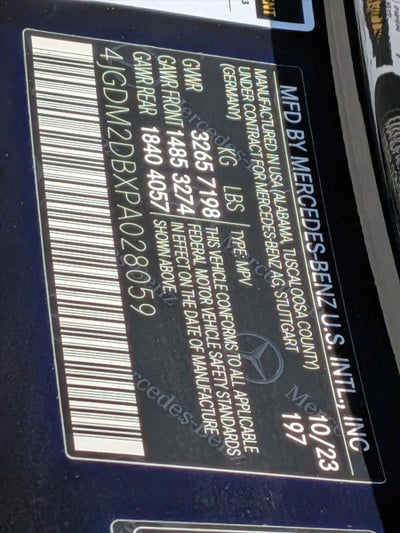 MFD BY MERCEDES-BENZ U.S. INTL., INC
MANUFACTURED IN USA(ALABAMA, TUSCALOOSA COUNTY)
UNDER CONTRACT FOR MERCEDES-BENZ AG, STUTTGART
(GERMANY)
10/23
197
KG LBS TYPE: MPV
GVWR 3265 7198
GAWR FRONT 1485 3274
GAWR REAR 1840 4057
THIS VEHICLE CONFORMS TO ALL APPLICABLE
FEDERAL MOTOR VEHICLE SAFETY STANDARDS
IN EFFECT ON THE DATE OF MANUFACTURE
SHOWN ABOVE.
4JGDM2DBXPA028059